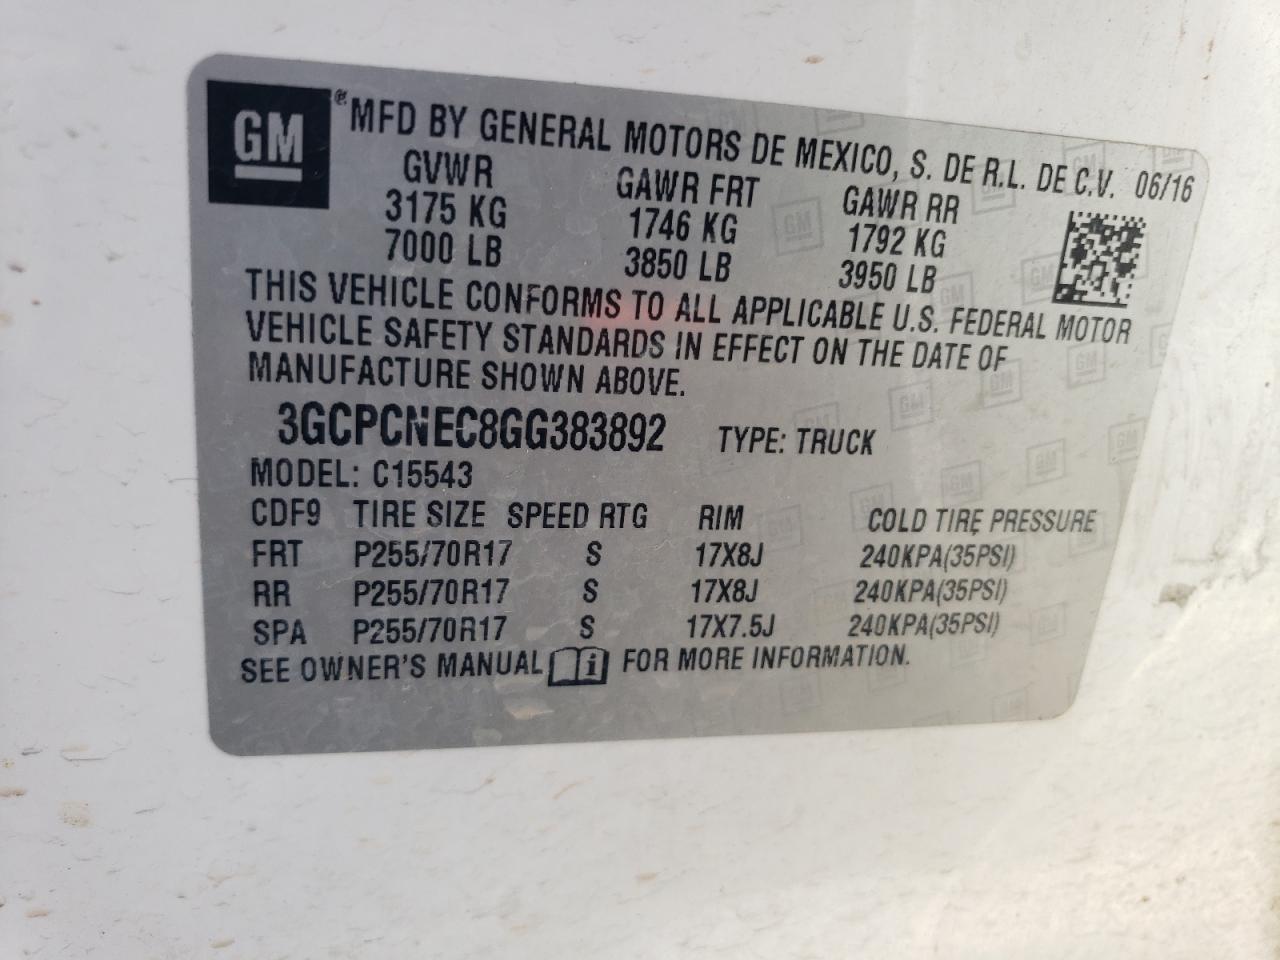 GM ® MFD BY GENERAL MOTORS DE MEXICO, S. DE R.L. DE C.V. 06/16
GVWR GAWR FRT GAWR RR
3175 KG 1746 KG 1792 KG
7000 LB 3850 LB 3950 LB
THIS VEHICLE CONFORMS TO ALL APPLICABLE U.S. FEDERAL MOTOR
VEHICLE SAFETY STANDARDS IN EFFECT ON THE DATE OF
MANUFACTURE SHOWN ABOVE.
3GCPCNEC8GG383892 TYPE: TRUCK
MODEL: C15543
CDF9 TIRE SIZE SPEED RTG RIM COLD TIRE PRESSURE
FRT P255/70R17 S 17X8J 240KPA(35PSI)
RR P255/70R17 S 17X8J 240KPA(35PSI)
SPA P255/70R17 S 17X7.5J 240KPA(35PSI)
SEE OWNER'S MANUAL i FOR MORE INFORMATION.